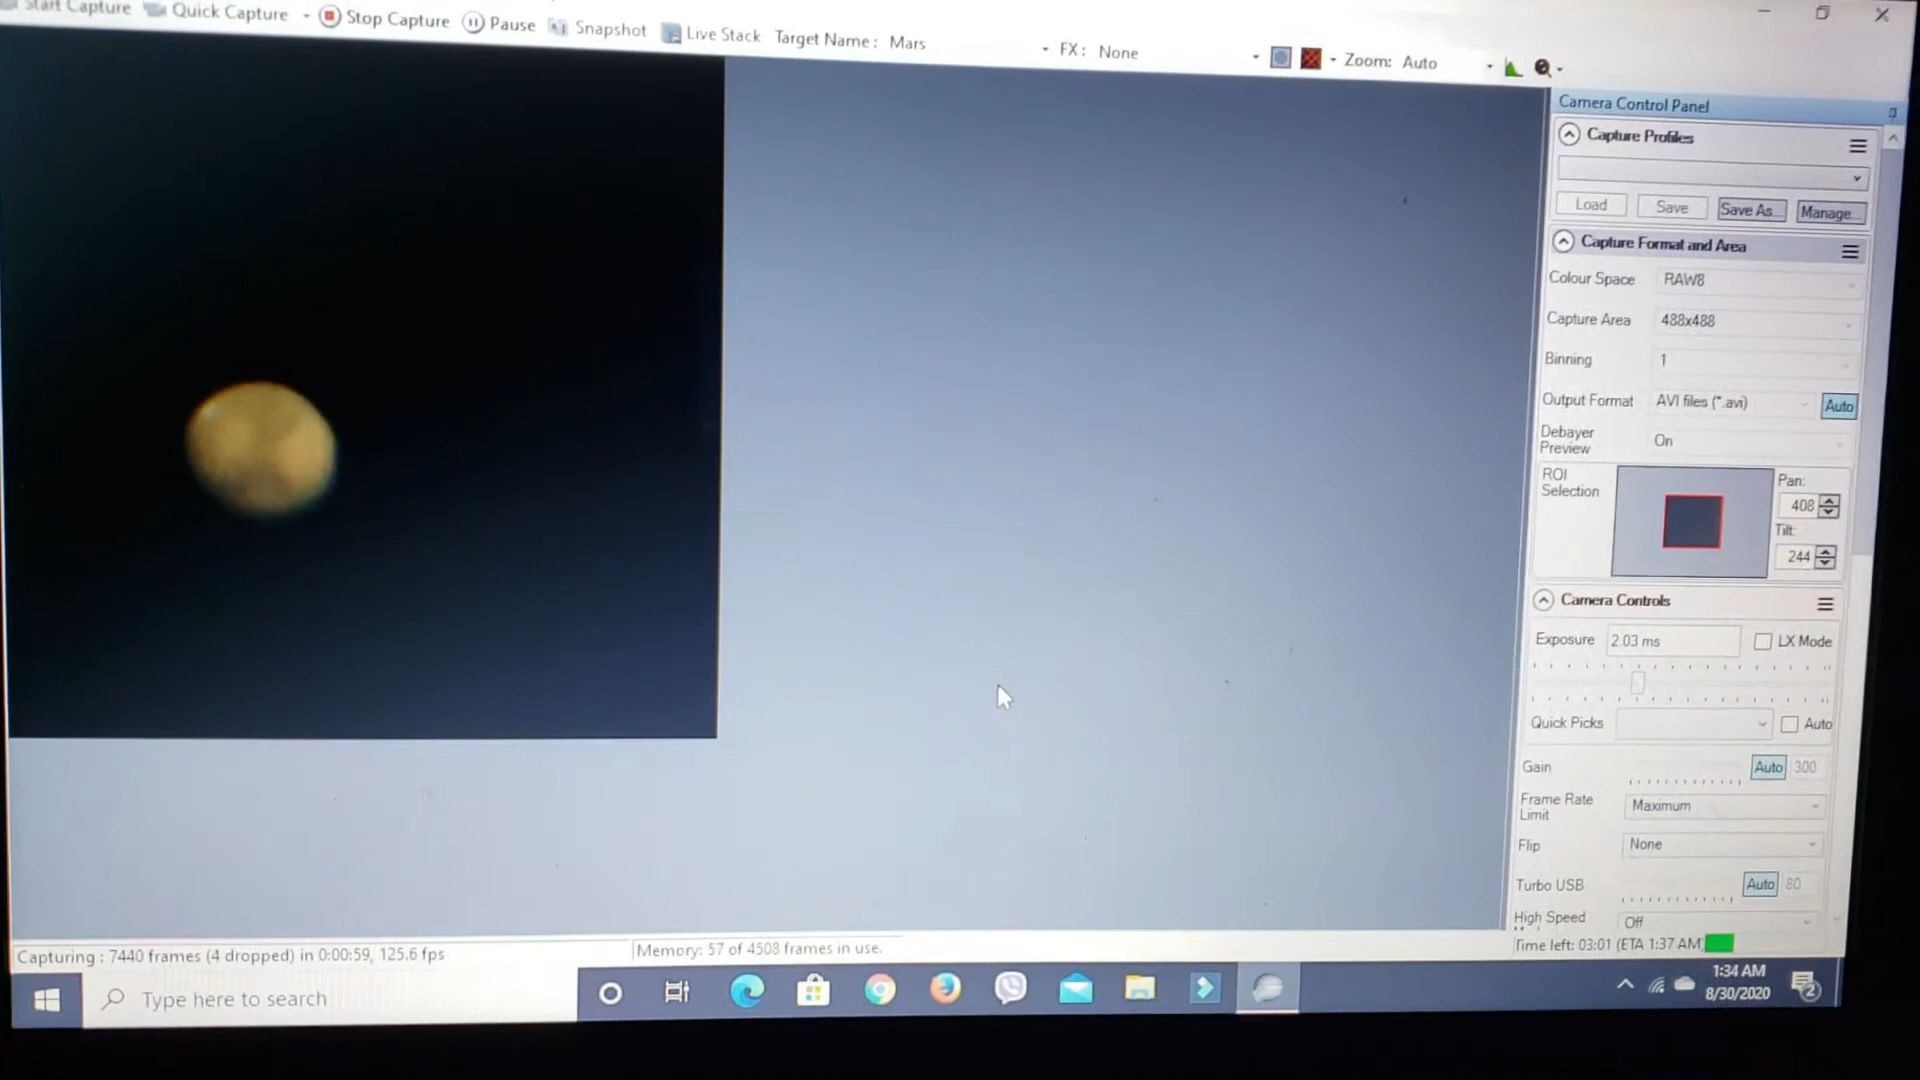 Start Capture Quick Capture Stop Capture Pause Snapshot Live Stack Target Name : Mars FX : None Zoom: Auto
Camera Control Panel
Capture Profiles
Load Save Save As... Manage...
Capture Format and Area
Colour Space RAW8
Capture Area 488x488
Binning 1
Output Format AVI files (*.avi) Auto
Debayer
Preview On
ROI
Selection
Pan:
408
Tilt:
244
Camera Controls
Exposure 2.03 ms LX Mode
Quick Picks Auto
Gain Auto 300
Frame Rate
Limit Maximum
Flip None
Turbo USB Auto 80
High Speed Off
Capturing : 7440 frames (4 dropped) in 0:00:59, 125.6 fps Memory: 57 of 4508 frames in use. Time left: 03:01 (ETA 1:37 AM)
Type here to search
1:34 AM
8/30/2020
2